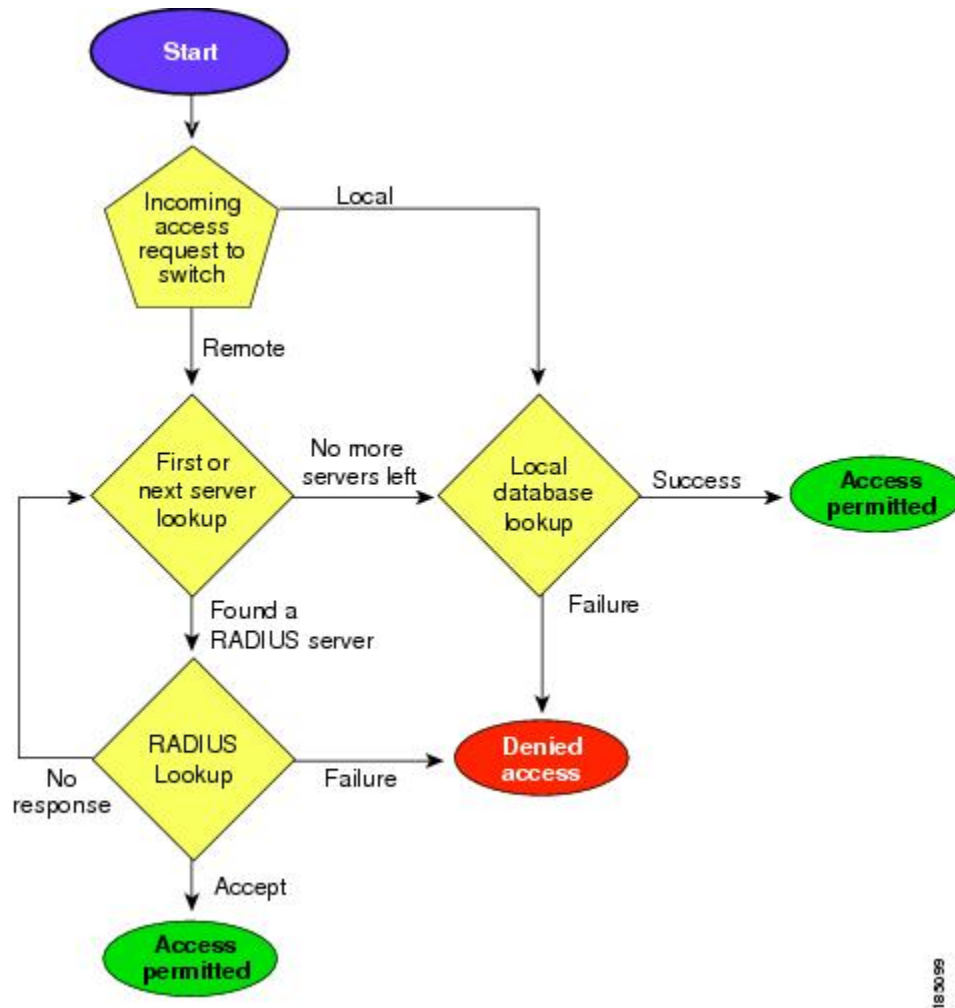 Start
Incoming
access
request to
switch
Local
Remote
First or
next server
lookup
No more
servers left
Local
database
lookup
Success
Access
permitted
Found a
RADIUS server
Failure
RADIUS
Lookup
No
response
Failure
Denied
access
Accept
Access
permitted
185099